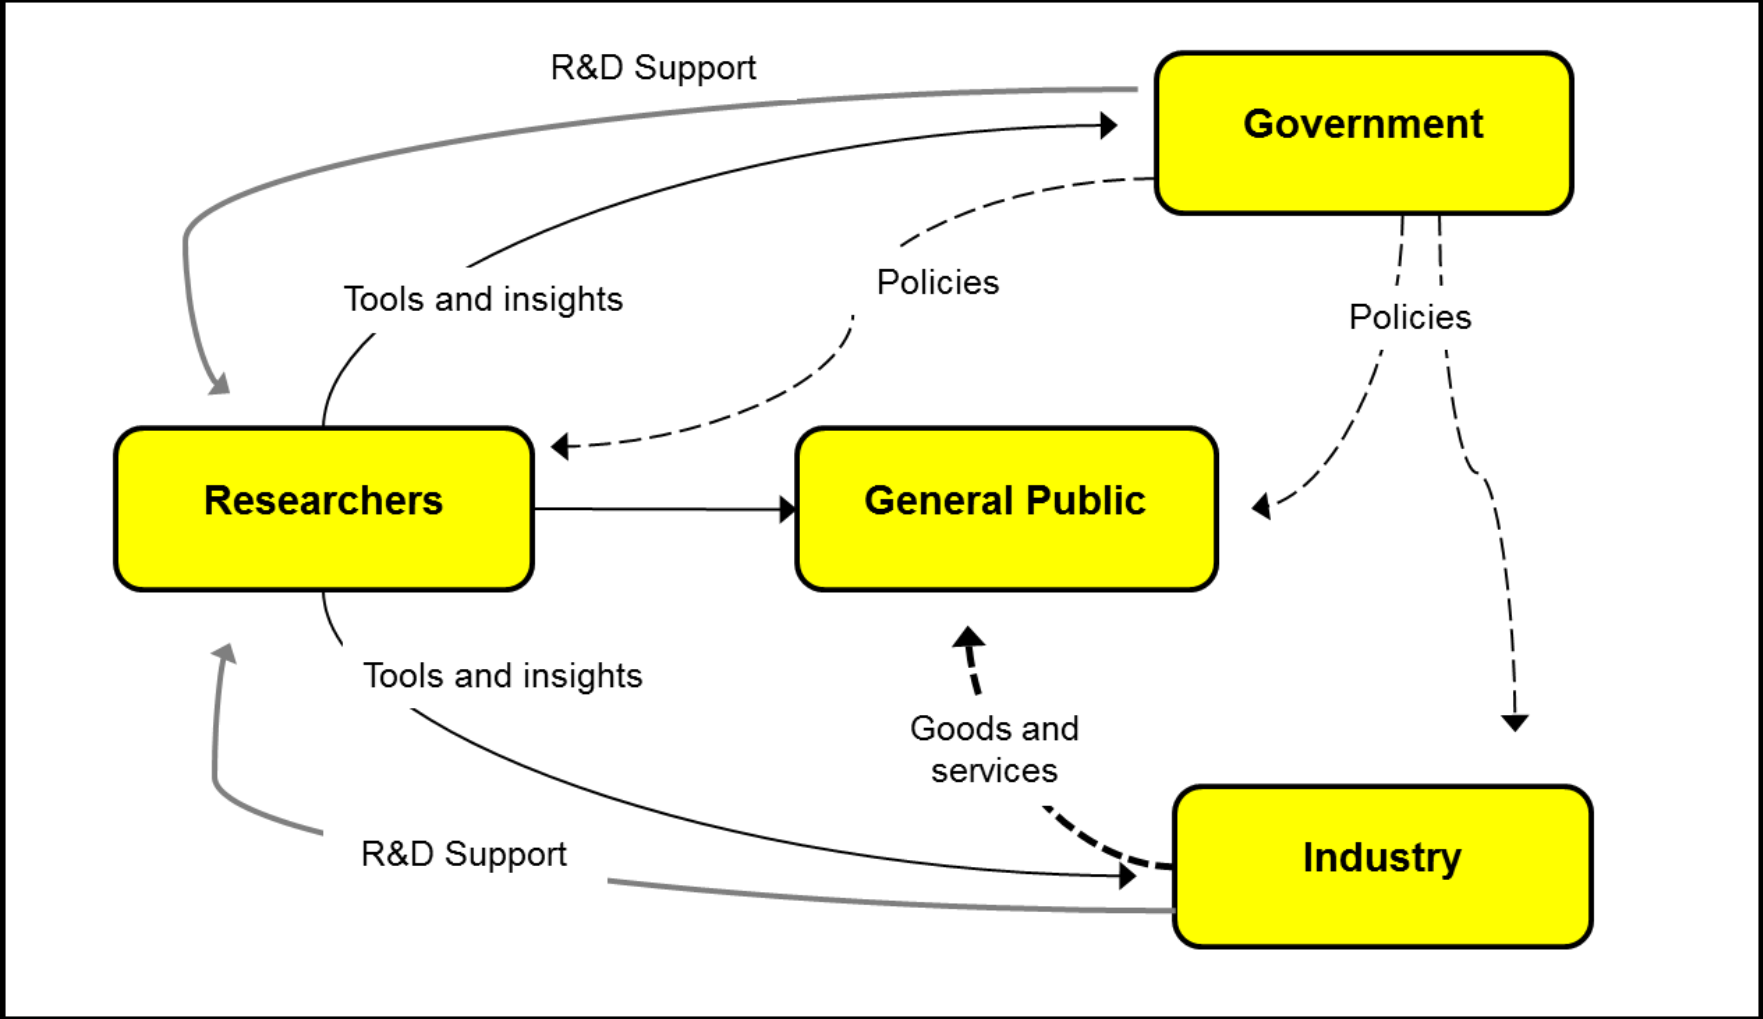 R&D Support
Government
Tools and insights
Policies
Policies
Researchers
General Public
Tools and insights
Goods and
services
R&D Support
Industry